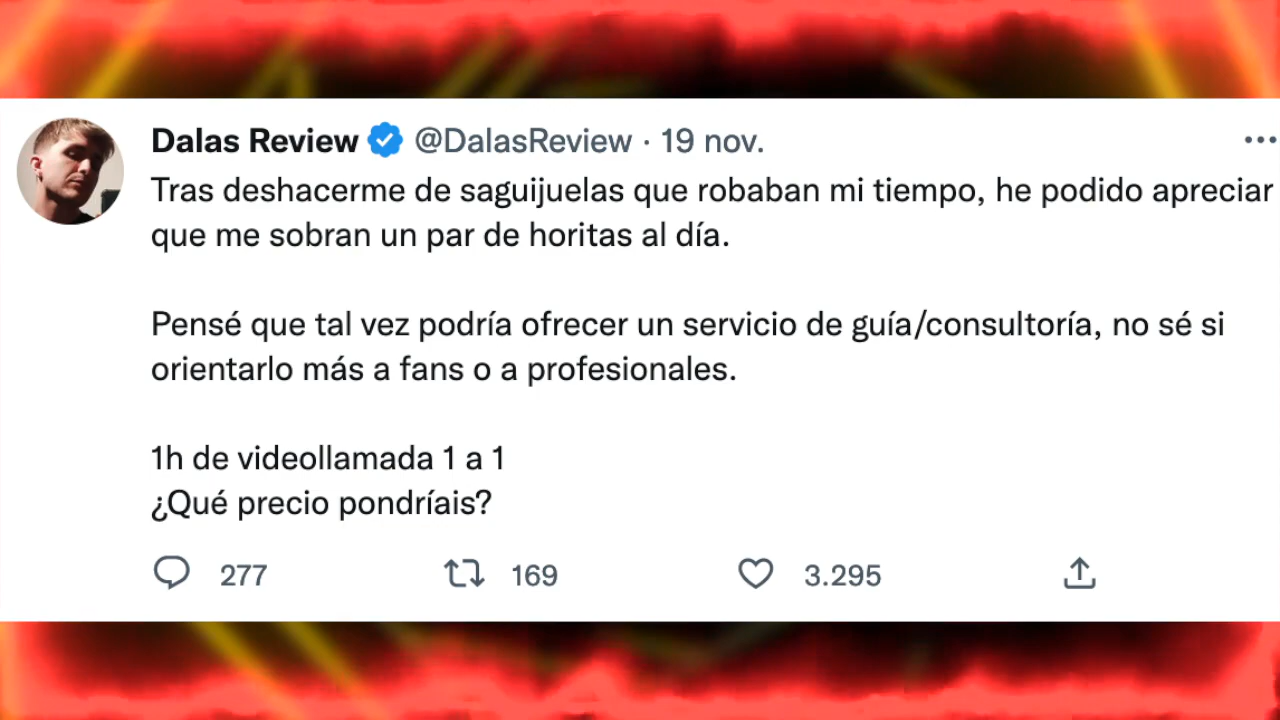 Dalas Review @DalasReview · 19 nov.
Tras deshacerme de saguijuelas que robaban mi tiempo, he podido apreciar
que me sobran un par de horitas al día.
Pensé que tal vez podría ofrecer un servicio de guía/consultoría, no sé si
orientarlo más a fans o a profesionales.
1h de videollamada 1 a 1
¿Qué precio pondríais?
277 169 3.295